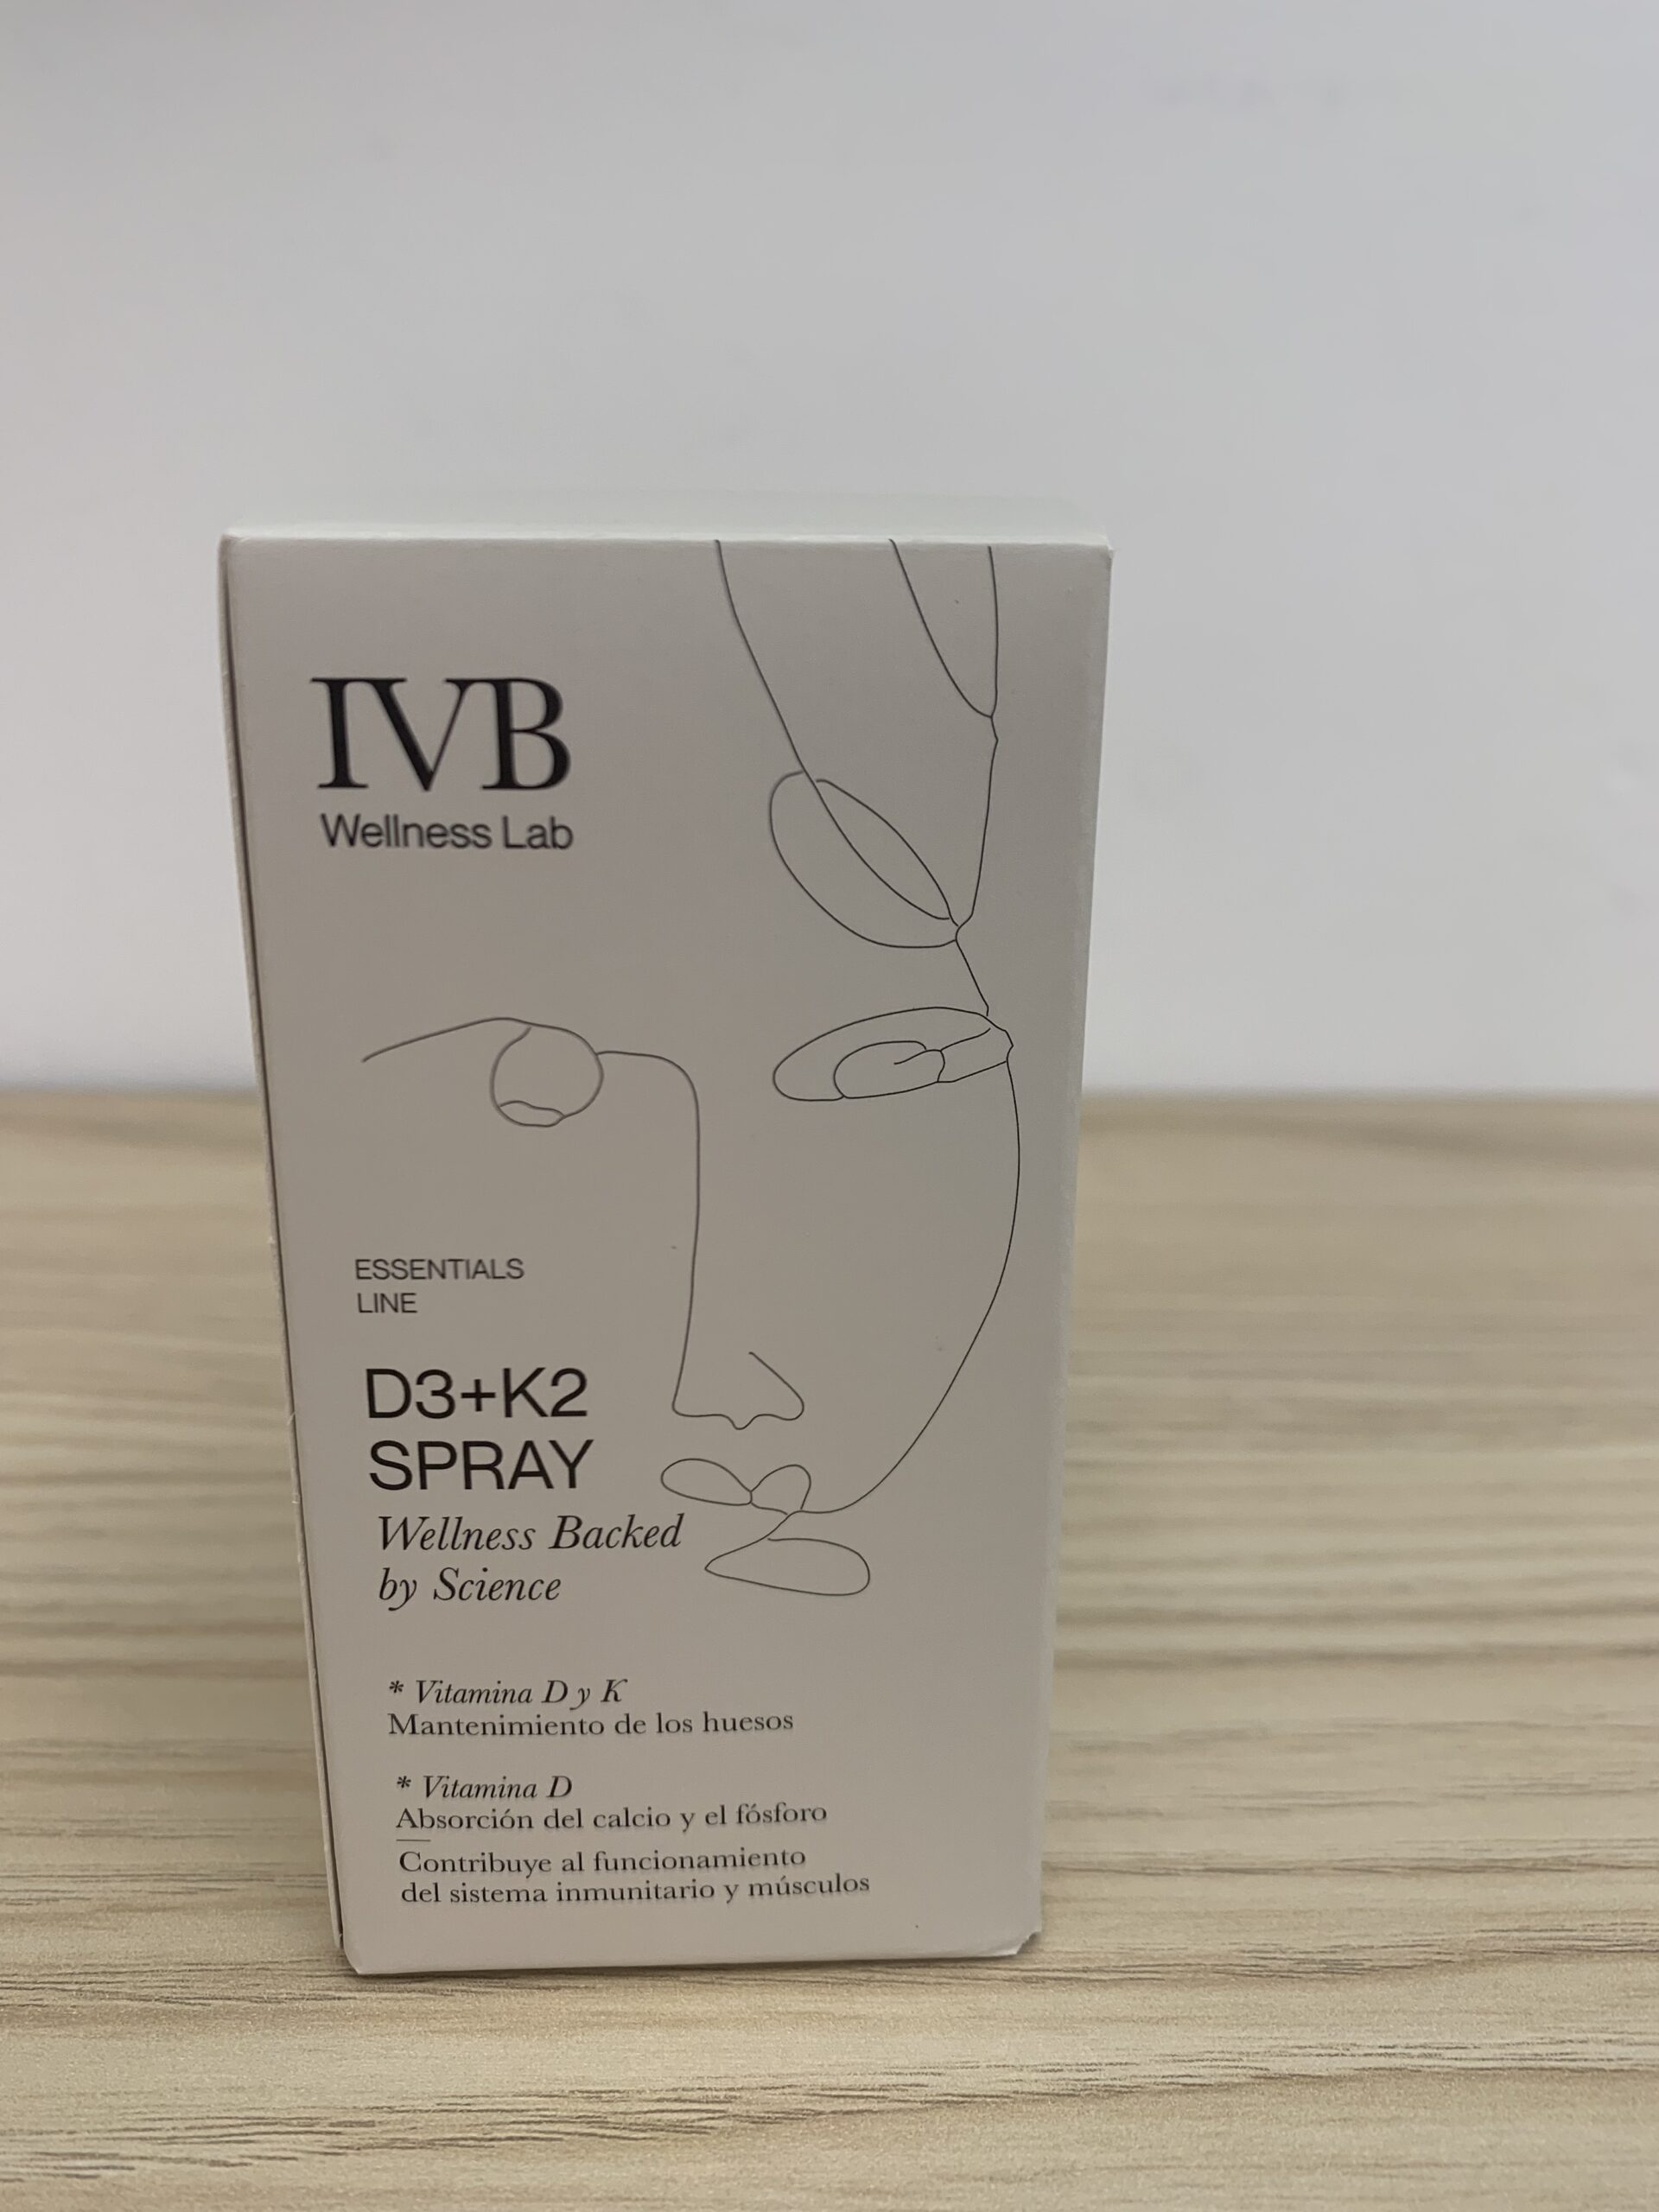 IVB
Wellness Lab
ESSENTIALS
LINE
D3+K2
SPRAY
Wellness Backed
by Science
* Vitamina D y K
Mantenimiento de los huesos
* Vitamina D
Absorción del calcio y el fósforo
Contribuye al funcionamiento
del sistema inmunitario y músculos